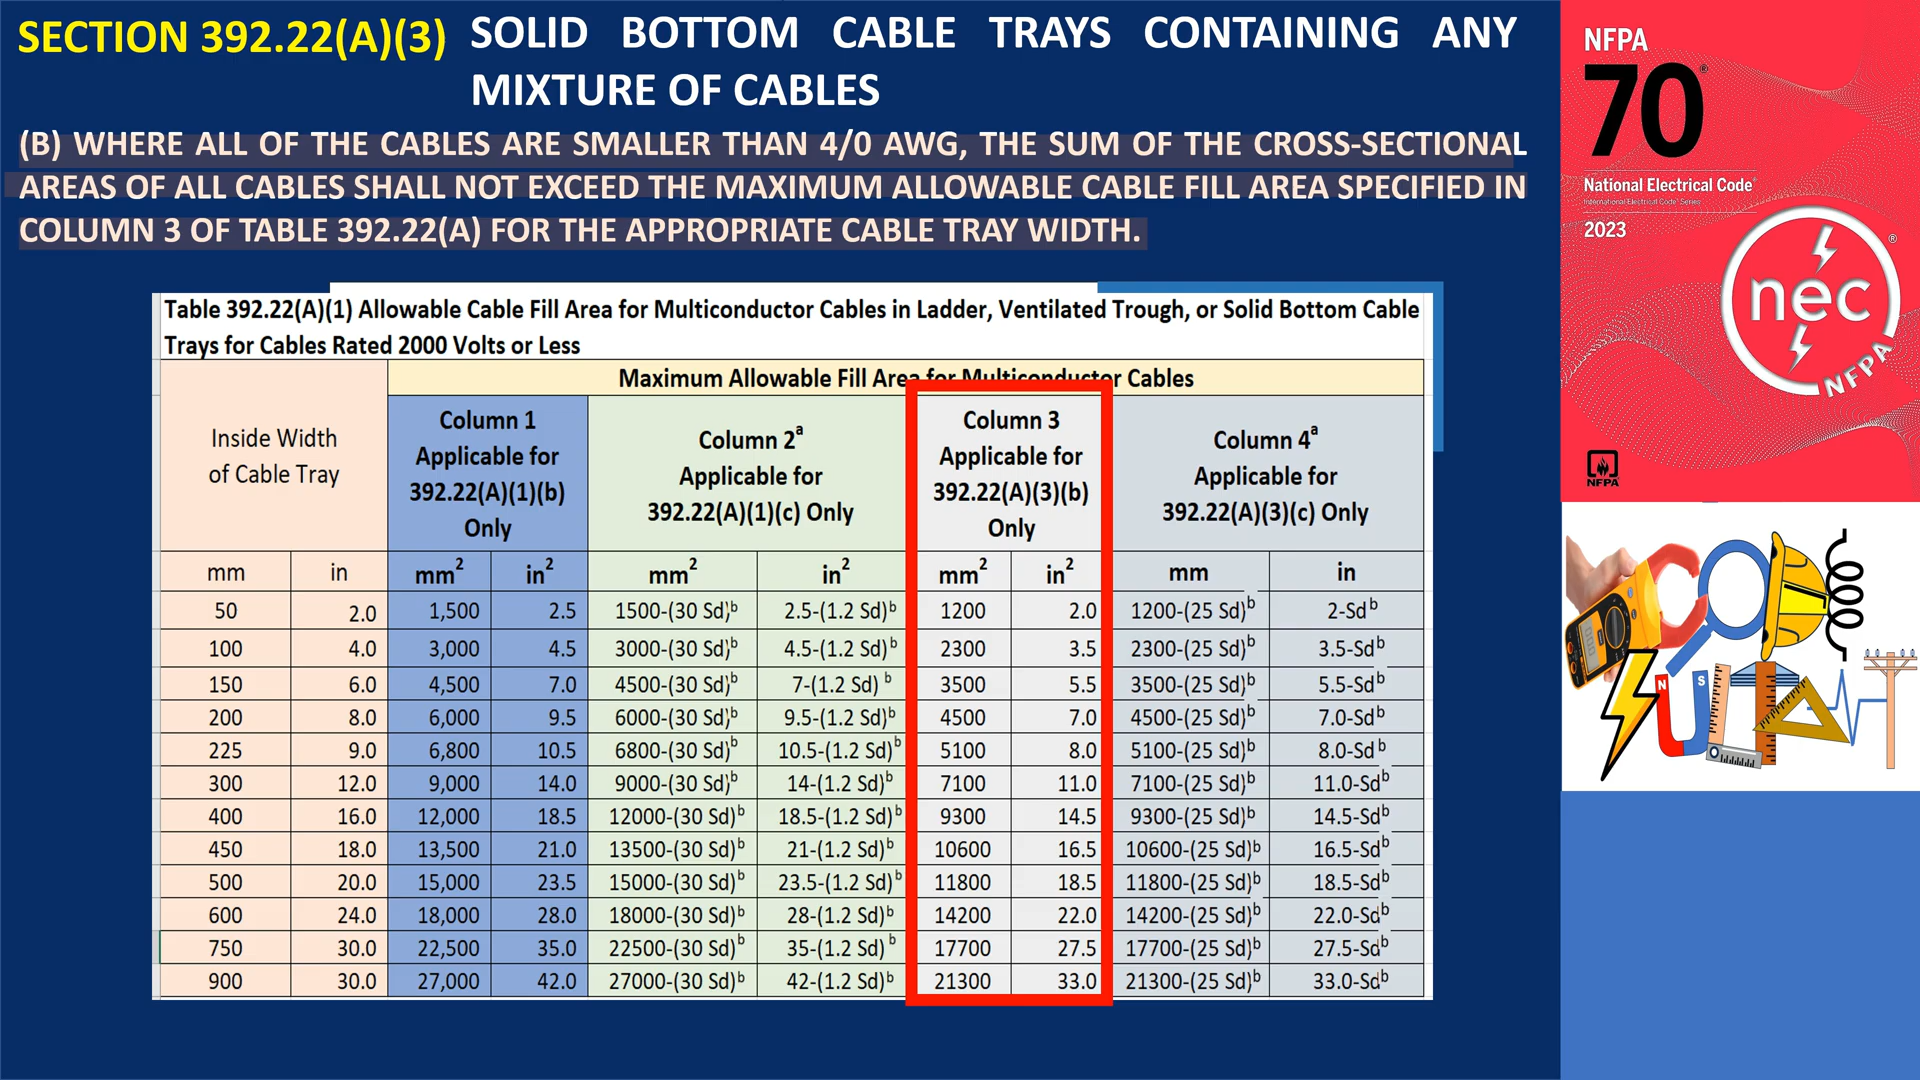 SECTION 392.22(A)(3) SOLID BOTTOM CABLE TRAYS CONTAINING ANY
MIXTURE OF CABLES
(B) WHERE ALL OF THE CABLES ARE SMALLER THAN 4/0 AWG, THE SUM OF THE CROSS-SECTIONAL
AREAS OF ALL CABLES SHALL NOT EXCEED THE MAXIMUM ALLOWABLE CABLE FILL AREA SPECIFIED IN
COLUMN 3 OF TABLE 392.22(A) FOR THE APPROPRIATE CABLE TRAY WIDTH.
Table 392.22(A)(1) Allowable Cable Fill Area for Multiconductor Cables in Ladder, Ventilated Trough, or Solid Bottom Cable
Trays for Cables Rated 2000 Volts or Less
Maximum Allowable Fill Area for Multiconductor Cables
Inside Width
of Cable Tray
Column 1
Applicable for
392.22(A)(1)(b)
Only
Column 2ᵃ
Applicable for
392.22(A)(1)(c) Only
Column 3
Applicable for
392.22(A)(3)(b)
Only
Column 4ᵃ
Applicable for
392.22(A)(3)(c) Only
mm in mm² in² mm² in² mm² in² mm in
50 2.0 1,500 2.5 1500-(30 Sd)ᵇ 2.5-(1.2 Sd)ᵇ 1200 2.0 1200-(25 Sd)ᵇ 2-Sdᵇ
100 4.0 3,000 4.5 3000-(30 Sd)ᵇ 4.5-(1.2 Sd)ᵇ 2300 3.5 2300-(25 Sd)ᵇ 3.5-Sdᵇ
150 6.0 4,500 7.0 4500-(30 Sd)ᵇ 7-(1.2 Sd)ᵇ 3500 5.5 3500-(25 Sd)ᵇ 5.5-Sdᵇ
200 8.0 6,000 9.5 6000-(30 Sd)ᵇ 9.5-(1.2 Sd)ᵇ 4500 7.0 4500-(25 Sd)ᵇ 7.0-Sdᵇ
225 9.0 6,800 10.5 6800-(30 Sd)ᵇ 10.5-(1.2 Sd)ᵇ 5100 8.0 5100-(25 Sd)ᵇ 8.0-Sdᵇ
300 12.0 9,000 14.0 9000-(30 Sd)ᵇ 14-(1.2 Sd)ᵇ 7100 11.0 7100-(25 Sd)ᵇ 11.0-Sdᵇ
400 16.0 12,000 18.5 12000-(30 Sd)ᵇ 18.5-(1.2 Sd)ᵇ 9300 14.5 9300-(25 Sd)ᵇ 14.5-Sdᵇ
450 18.0 13,500 21.0 13500-(30 Sd)ᵇ 21-(1.2 Sd)ᵇ 10600 16.5 10600-(25 Sd)ᵇ 16.5-Sdᵇ
500 20.0 15,000 23.5 15000-(30 Sd)ᵇ 23.5-(1.2 Sd)ᵇ 11800 18.5 11800-(25 Sd)ᵇ 18.5-Sdᵇ
600 24.0 18,000 28.0 18000-(30 Sd)ᵇ 28-(1.2 Sd)ᵇ 14200 22.0 14200-(25 Sd)ᵇ 22.0-Sdᵇ
750 30.0 22,500 35.0 22500-(30 Sd)ᵇ 35-(1.2 Sd)ᵇ 17700 27.5 17700-(25 Sd)ᵇ 27.5-Sdᵇ
900 30.0 27,000 42.0 27000-(30 Sd)ᵇ 42-(1.2 Sd)ᵇ 21300 33.0 21300-(25 Sd)ᵇ 33.0-Sdᵇ
NFPA
70®
National Electrical Code®
International Electrical Code® Series
2023
nec®
NFPA
NFPA
N S